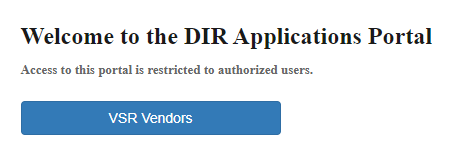 Welcome to the DIR Applications Portal
Access to this portal is restricted to authorized users.
VSR Vendors